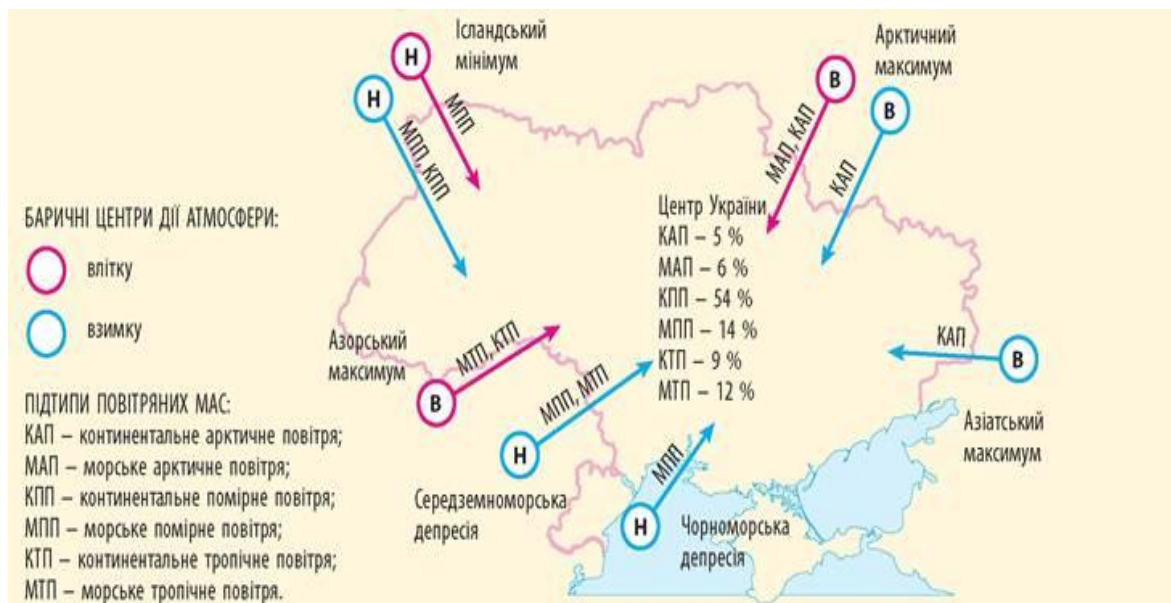 Ісландський
мінімум
Н
Н
МПП
МПП, КПП
Арктичний
максимум
В
В
МАП, КАП
КАП
Центр України
КАП – 5 %
МАП – 6 %
КПП – 54 %
МПП – 14 %
КТП – 9 %
МТП – 12 %
БАРИЧНІ ЦЕНТРИ ДІЇ АТМОСФЕРИ:
влітку
взимку
Азорський
максимум
В
МТП, КТП
КАП
В
Азіатський
максимум
МПП, МТП
Н
Середземноморська
депресія
МПП
Н
Чорноморська
депресія
ПІДТИПИ ПОВІТРЯНИХ МАС:
КАП – континентальне арктичне повітря;
МАП – морське арктичне повітря;
КПП – континентальне помірне повітря;
МПП – морське помірне повітря;
КТП – континентальне тропічне повітря;
МТП – морське тропічне повітря.